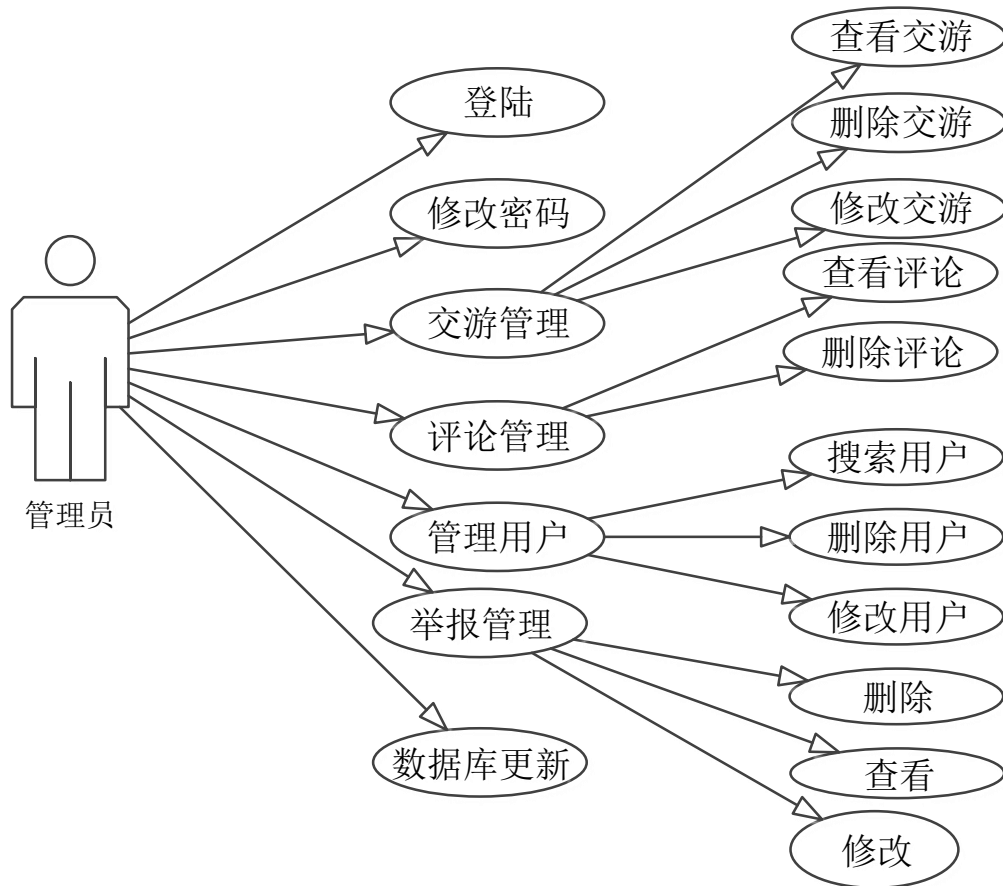 查看交游
登陆
删除交游
修改密码
修改交游
查看评论
交游管理
删除评论
评论管理
搜索用户
管理员
管理用户
删除用户
举报管理
修改用户
删除
数据库更新
查看
修改